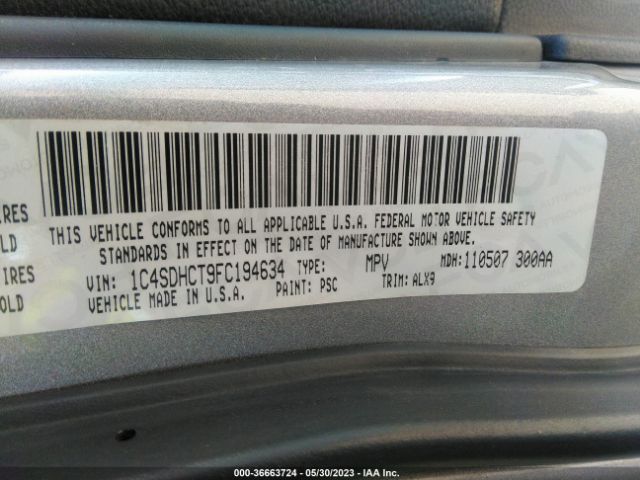 IRES
OLD
IRES
OLD
THIS VEHICLE CONFORMS TO ALL APPLICABLE U.S.A. FEDERAL MOTOR VEHICLE SAFETY
STANDARDS IN EFFECT ON THE DATE OF MANUFACTURE SHOWN ABOVE.
VIN: 1C4SDHCT9FC194634 TYPE: MPV MDH: 110507 300AA
VEHICLE MADE IN U.S.A. PAINT: PSC TRIM: ALX9
000-36663724 - 05/30/2023 - IAA Inc.